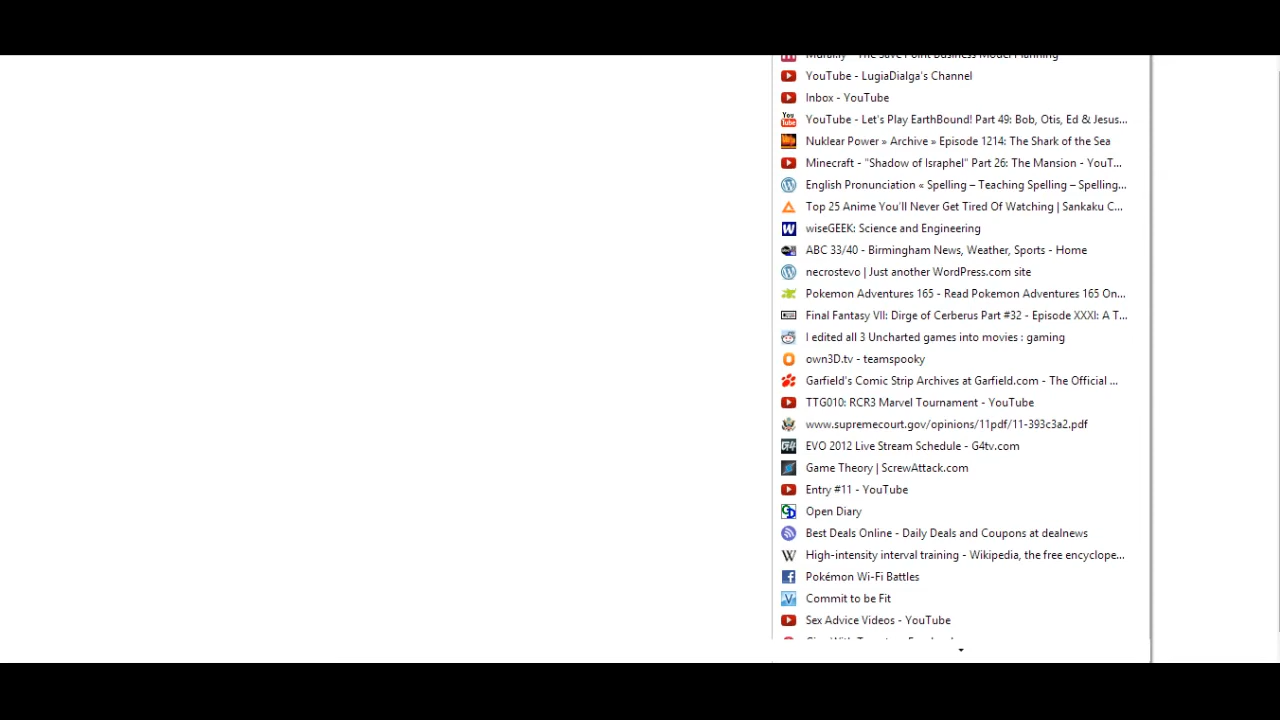 YouTube - LugiaDialga's Channel
Inbox - YouTube
YouTube - Let's Play EarthBound! Part 49: Bob, Otis, Ed & Jesus...
Nuklear Power » Archive » Episode 1214: The Shark of the Sea
Minecraft - "Shadow of Israphel" Part 26: The Mansion - YouT...
English Pronunciation « Spelling – Teaching Spelling – Spelling...
Top 25 Anime You'll Never Get Tired Of Watching | Sankaku C...
wiseGEEK: Science and Engineering
ABC 33/40 - Birmingham News, Weather, Sports - Home
necrostevo | Just another WordPress.com site
Pokemon Adventures 165 - Read Pokemon Adventures 165 On...
Final Fantasy VII: Dirge of Cerberus Part #32 - Episode XXXI: A T...
I edited all 3 Uncharted games into movies : gaming
own3D.tv - teamspooky
Garfield's Comic Strip Archives at Garfield.com - The Official ...
TTG010: RCR3 Marvel Tournament - YouTube
www.supremecourt.gov/opinions/11pdf/11-393c3a2.pdf
EVO 2012 Live Stream Schedule - G4tv.com
Game Theory | ScrewAttack.com
Entry #11 - YouTube
Open Diary
Best Deals Online - Daily Deals and Coupons at dealnews
High-intensity interval training - Wikipedia, the free encyclope...
Pokémon Wi-Fi Battles
Commit to be Fit
Sex Advice Videos - YouTube